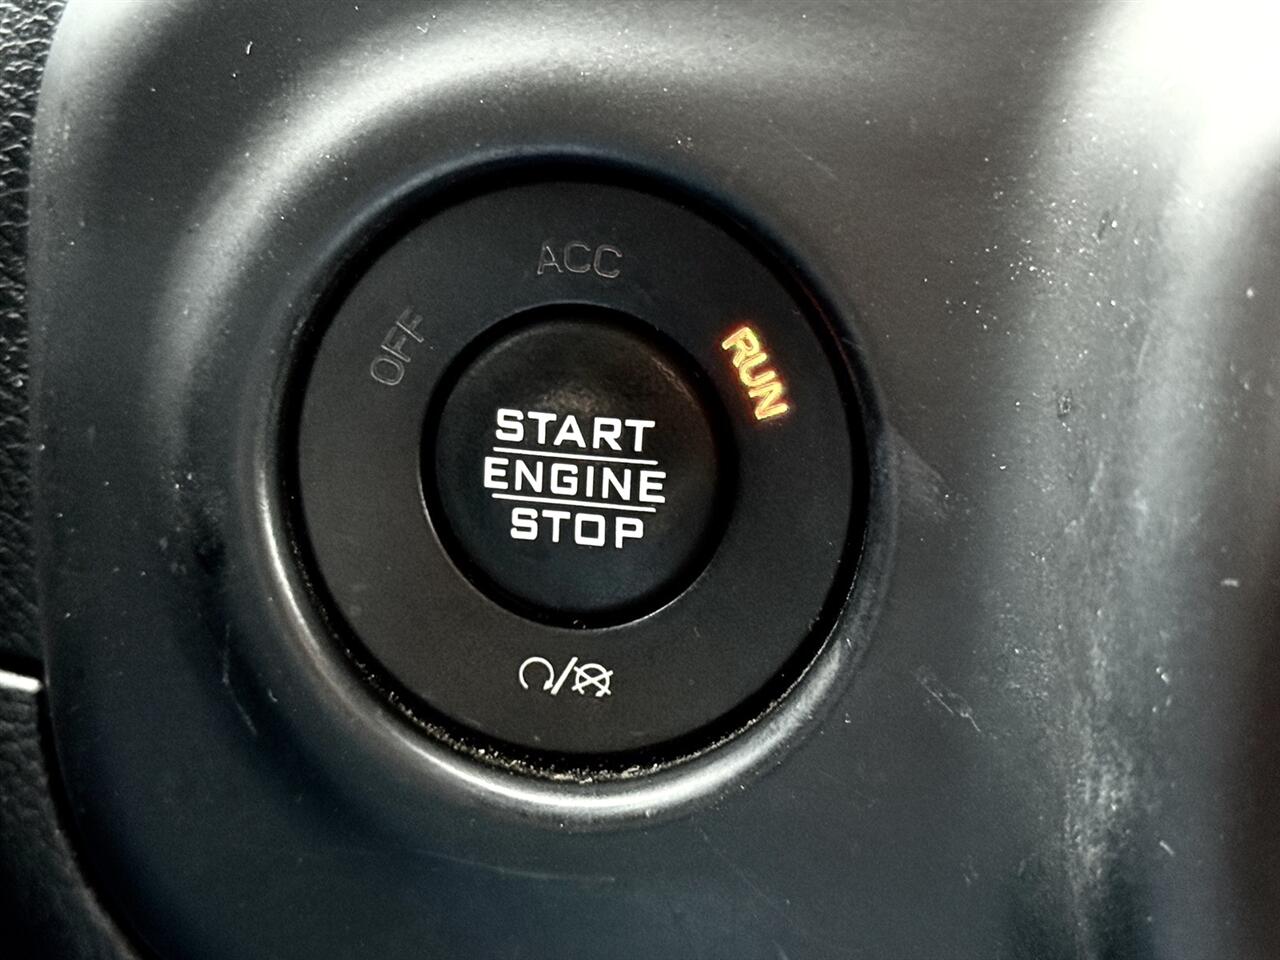 OFF
ACC
RUN
START
ENGINE
STOP